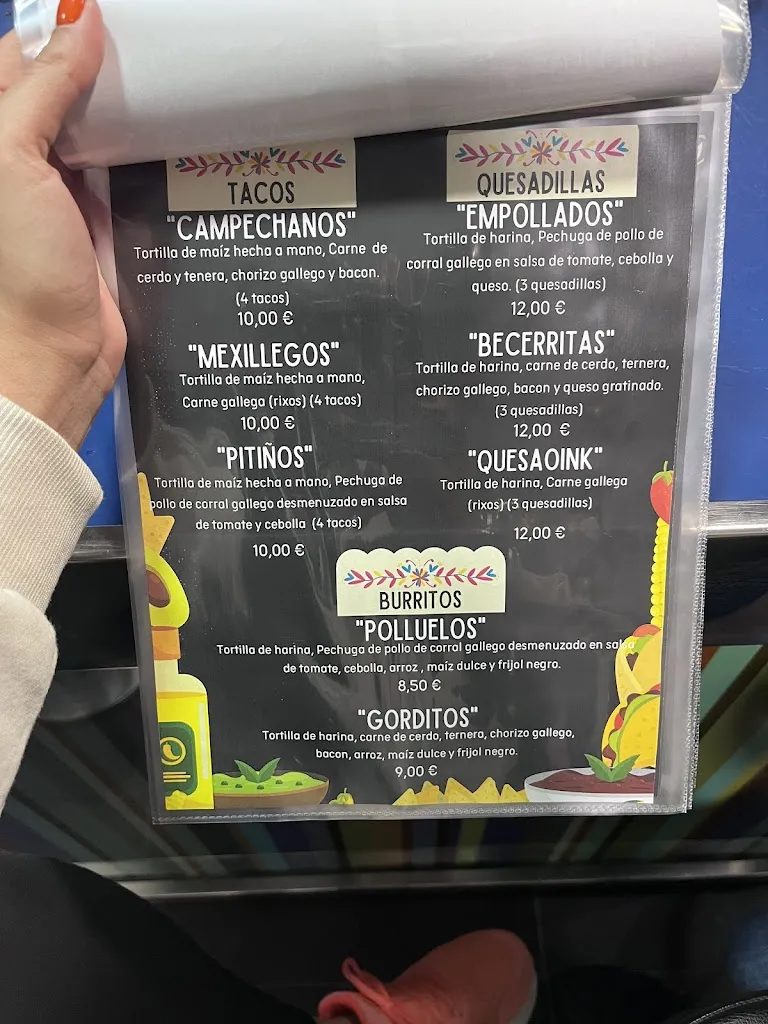 TACOS
"CAMPECHANOS"
Tortilla de maíz hecha a mano, Carne de
cerdo y tenera, chorizo gallego y bacon.
(4 tacos)
10,00 €
"MEXILLEGOS"
Tortilla de maíz hecha a mano,
Carne gallega (rixos) (4 tacos)
10,00 €
"PITIÑOS"
Tortilla de maíz hecha a mano, Pechuga de
pollo de corral gallego desmenuzado en salsa
de tomate y cebolla (4 tacos)
10,00 €
QUESADILLAS
"EMPOLLADOS"
Tortilla de harina, Pechuga de pollo de
corral gallego en salsa de tomate, cebolla y
queso. (3 quesadillas)
12,00 €
"BECERRITAS"
Tortilla de harina, carne de cerdo, ternera,
chorizo gallego, bacon y queso gratinado.
(3 quesadillas)
12,00 €
"QUESAOINK"
Tortilla de harina, Carne gallega
(rixos) (3 quesadillas)
12,00 €
BURRITOS
"POLLUELOS"
Tortilla de harina, Pechuga de pollo de corral gallego desmenuzado en salsa
de tomate, cebolla, arroz , maíz dulce y frijol negro.
8,50 €
"GORDITOS"
Tortilla de harina, carne de cerdo, ternera, chorizo gallego,
bacon, arroz, maíz dulce y frijol negro.
9,00 €